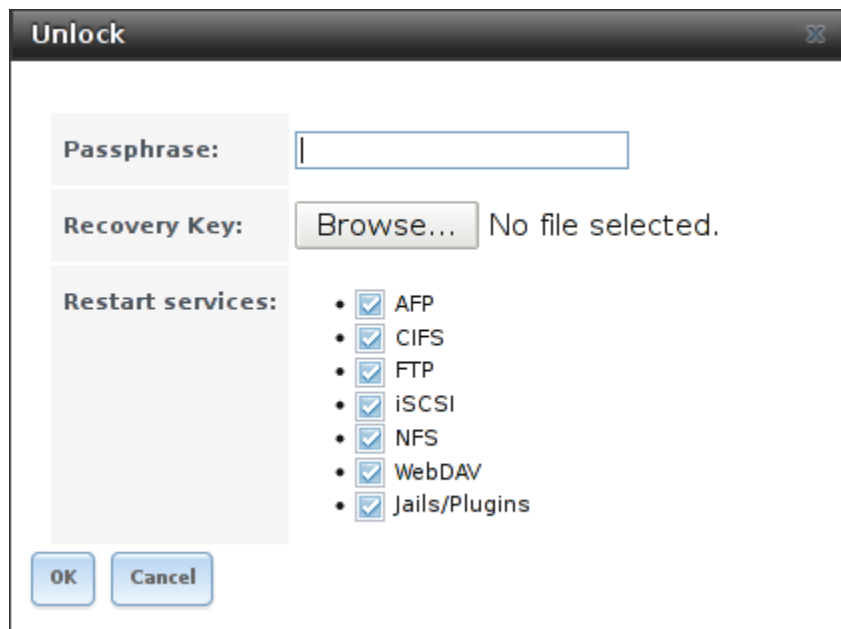 Unlock
Passphrase:
Recovery Key: Browse... No file selected.
Restart services:
AFP
CIFS
FTP
iSCSI
NFS
WebDAV
Jails/Plugins
OK Cancel